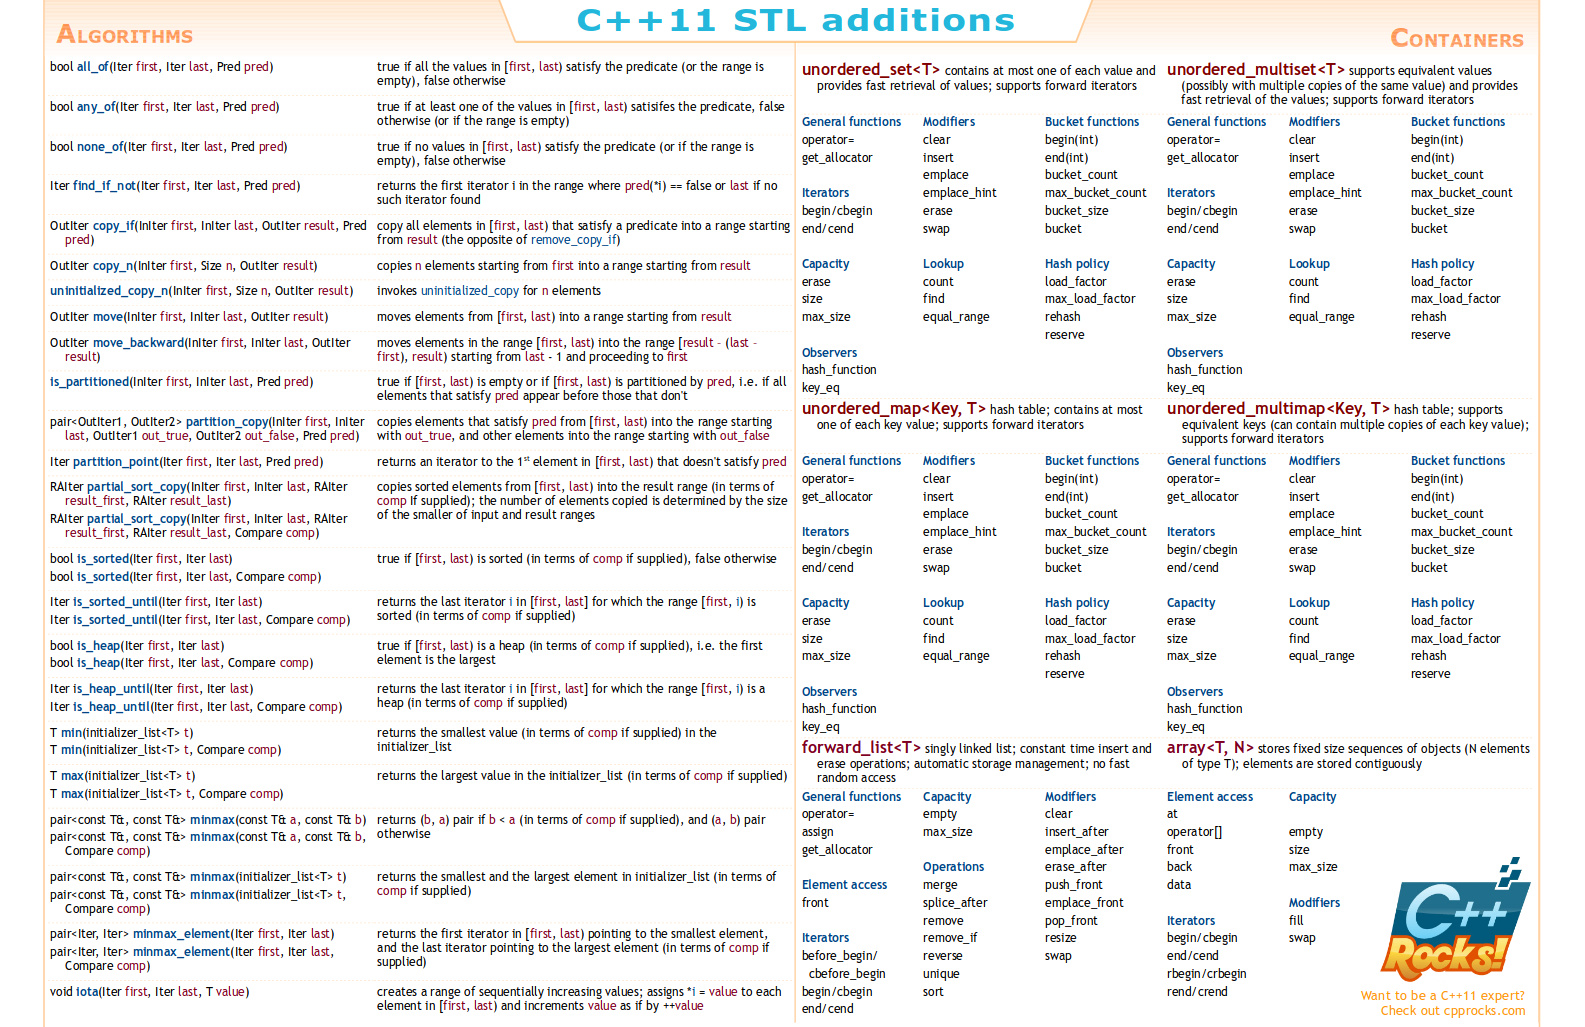 C++11 STL additions
ALGORITHMS
bool all_of(Iter first, Iter last, Pred pred)
true if all the values in [first, last) satisfy the predicate (or the range is
empty), false otherwise
bool any_of(Iter first, Iter last, Pred pred)
true if at least one of the values in [first, last) satisifes the predicate, false
otherwise (or if the range is empty)
bool none_of(Iter first, Iter last, Pred pred)
true if no values in [first, last) satisfy the predicate (or if the range is
empty), false otherwise
Iter find_if_not(Iter first, Iter last, Pred pred)
returns the first iterator i in the range where pred(*i) == false or last if no
such iterator found
OutIter copy_if(InIter first, InIter last, OutIter result, Pred
pred)
copy all elements in [first, last) that satisfy a predicate into a range starting
from result (the opposite of remove_copy_if)
OutIter copy_n(InIter first, Size n, OutIter result)
copies n elements starting from first into a range starting from result
uninitialized_copy_n(InIter first, Size n, OutIter result)
invokes uninitialized_copy for n elements
OutIter move(InIter first, InIter last, OutIter result)
moves elements from [first, last) into a range starting from result
OutIter move_backward(InIter first, InIter last, OutIter
result)
moves elements in the range [first, last) into the range [result - (last -
first), result) starting from last - 1 and proceeding to first
is_partitioned(InIter first, InIter last, Pred pred)
true if [first, last) is empty or if [first, last) is partitioned by pred, i.e. if all
elements that satisfy pred appear before those that don't
pair<OutIter1, OutIter2> partition_copy(InIter first, InIter
last, OutIter1 out_true, OutIter2 out_false, Pred pred)
copies elements that satisfy pred from [first, last) into the range starting
with out_true, and other elements into the range starting with out_false
Iter partition_point(Iter first, Iter last, Pred pred)
returns an iterator to the 1st element in [first, last) that doesn't satisfy pred
RAIter partial_sort_copy(InIter first, InIter last, RAIter
result_first, RAIter result_last)
RAIter partial_sort_copy(InIter first, InIter last, RAIter
result_first, RAIter result_last, Compare comp)
copies sorted elements from [first, last) into the result range (in terms of
comp if supplied); the number of elements copied is determined by the size
of the smaller of input and result ranges
bool is_sorted(Iter first, Iter last)
bool is_sorted(Iter first, Iter last, Compare comp)
true if [first, last) is sorted (in terms of comp if supplied), false otherwise
Iter is_sorted_until(Iter first, Iter last)
Iter is_sorted_until(Iter first, Iter last, Compare comp)
returns the last iterator i in [first, last] for which the range [first, i) is
sorted (in terms of comp if supplied)
bool is_heap(Iter first, Iter last)
bool is_heap(Iter first, Iter last, Compare comp)
true if [first, last) is a heap (in terms of comp if supplied), i.e. the first
element is the largest
Iter is_heap_until(Iter first, Iter last)
Iter is_heap_until(Iter first, Iter last, Compare comp)
returns the last iterator i in [first, last] for which the range [first, i) is a
heap (in terms of comp if supplied)
T min(initializer_list<T> t)
T min(initializer_list<T> t, Compare comp)
returns the smallest value (in terms of comp if supplied) in the
initializer_list
T max(initializer_list<T> t)
T max(initializer_list<T> t, Compare comp)
returns the largest value in the initializer_list (in terms of comp if supplied)
pair<const T&, const T&> minmax(const T& a, const T& b)
pair<const T&, const T&> minmax(const T& a, const T& b,
Compare comp)
returns (b, a) pair if b < a (in terms of comp if supplied), and (a, b) pair
otherwise
pair<const T&, const T&> minmax(initializer_list<T> t)
pair<const T&, const T&> minmax(initializer_list<T> t,
Compare comp)
returns the smallest and the largest element in initializer_list (in terms of
comp if supplied)
pair<Iter, Iter> minmax_element(Iter first, Iter last)
pair<Iter, Iter> minmax_element(Iter first, Iter last,
Compare comp)
returns the first iterator in [first, last) pointing to the smallest element,
and the last iterator pointing to the largest element (in terms of comp if
supplied)
void iota(Iter first, Iter last, T value)
creates a range of sequentially increasing values; assigns *i = value to each
element in [first, last) and increments value as if by ++value
CONTAINERS
unordered_set<T> contains at most one of each value and
provides fast retrieval of values; supports forward iterators
General functions
operator=
get_allocator
Iterators
begin/cbegin
end/cend
Capacity
erase
size
max_size
Observers
hash_function
key_eq
Modifiers
clear
insert
emplace
emplace_hint
erase
swap
Lookup
count
find
equal_range
Bucket functions
begin(int)
end(int)
bucket_count
max_bucket_count
bucket_size
bucket
Hash policy
load_factor
max_load_factor
rehash
reserve
unordered_multiset<T> supports equivalent values
(possibly with multiple copies of the same value) and provides
fast retrieval of the values; supports forward iterators
General functions
operator=
get_allocator
Iterators
begin/cbegin
end/cend
Capacity
erase
size
max_size
Observers
hash_function
key_eq
Modifiers
clear
insert
emplace
emplace_hint
erase
swap
Lookup
count
find
equal_range
Bucket functions
begin(int)
end(int)
bucket_count
max_bucket_count
bucket_size
bucket
Hash policy
load_factor
max_load_factor
rehash
reserve
unordered_map<Key, T> hash table; contains at most
one of each key value; supports forward iterators
General functions
operator=
get_allocator
Iterators
begin/cbegin
end/cend
Capacity
erase
size
max_size
Observers
hash_function
key_eq
Modifiers
clear
insert
emplace
emplace_hint
erase
swap
Lookup
count
find
equal_range
Bucket functions
begin(int)
end(int)
bucket_count
max_bucket_count
bucket_size
bucket
Hash policy
load_factor
max_load_factor
rehash
reserve
unordered_multimap<Key, T> hash table; supports
equivalent keys (can contain multiple copies of each key value);
supports forward iterators
General functions
operator=
get_allocator
Iterators
begin/cbegin
end/cend
Capacity
erase
size
max_size
Observers
hash_function
key_eq
Modifiers
clear
insert
emplace
emplace_hint
erase
swap
Lookup
count
find
equal_range
Bucket functions
begin(int)
end(int)
bucket_count
max_bucket_count
bucket_size
bucket
Hash policy
load_factor
max_load_factor
rehash
reserve
forward_list<T> singly linked list; constant time insert and
erase operations; automatic storage management; no fast
random access
General functions
operator=
assign
get_allocator
Element access
front
Iterators
before_begin/
cbefore_begin
begin/cbegin
end/cend
Capacity
empty
max_size
Operations
merge
splice_after
remove
remove_if
reverse
unique
sort
Modifiers
clear
insert_after
emplace_after
erase_after
push_front
emplace_front
pop_front
resize
swap
array<T, N> stores fixed size sequences of objects (N elements
of type T); elements are stored contiguously
Element access
at
operator[]
front
back
data
Iterators
begin/cbegin
end/cend
rbegin/crbegin
rend/crend
Capacity
empty
size
max_size
Modifiers
fill
swap
C++
Rocks!
Want to be a C++11 expert?
Check out cpprocks.com